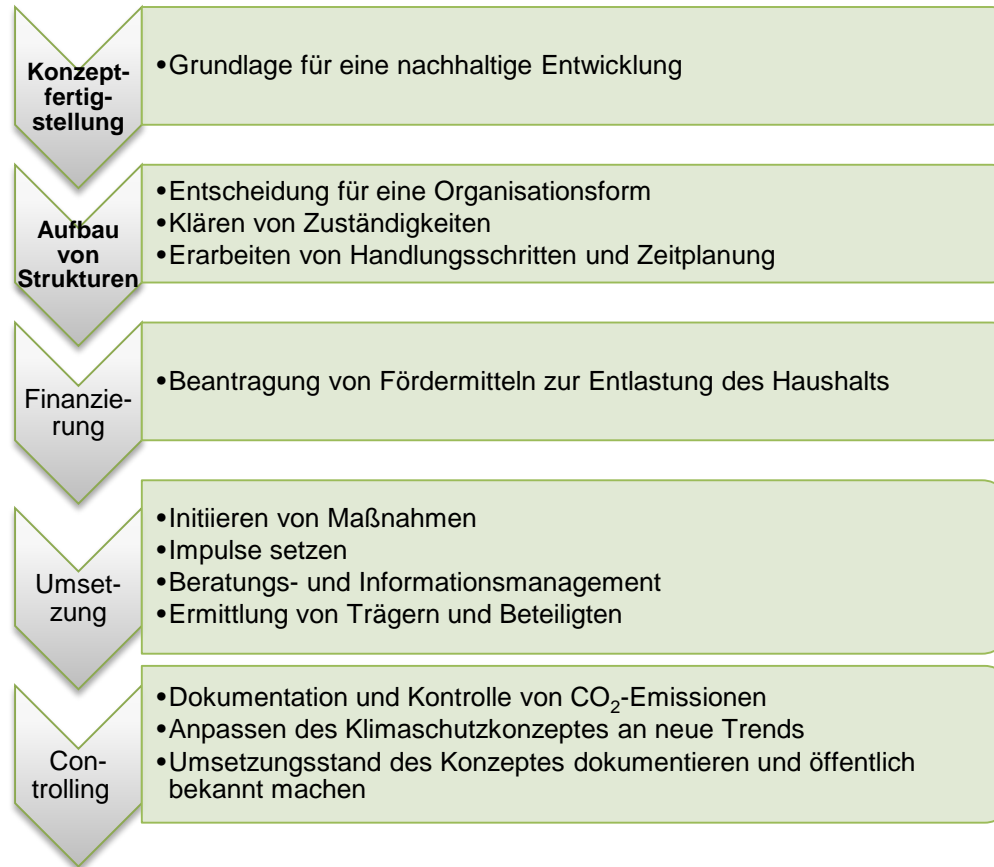 Konzept-
fertig-
stellung
•Grundlage für eine nachhaltige Entwicklung
Aufbau
von
Strukturen
•Entscheidung für eine Organisationsform
•Klären von Zuständigkeiten
•Erarbeiten von Handlungsschritten und Zeitplanung
Finanzie-
rung
•Beantragung von Fördermitteln zur Entlastung des Haushalts
Umset-
zung
•Initiieren von Maßnahmen
•Impulse setzen
•Beratungs- und Informationsmanagement
•Ermittlung von Trägern und Beteiligten
Con-
trolling
•Dokumentation und Kontrolle von CO₂-Emissionen
•Anpassen des Klimaschutzkonzeptes an neue Trends
•Umsetzungsstand des Konzeptes dokumentieren und öffentlich
bekannt machen